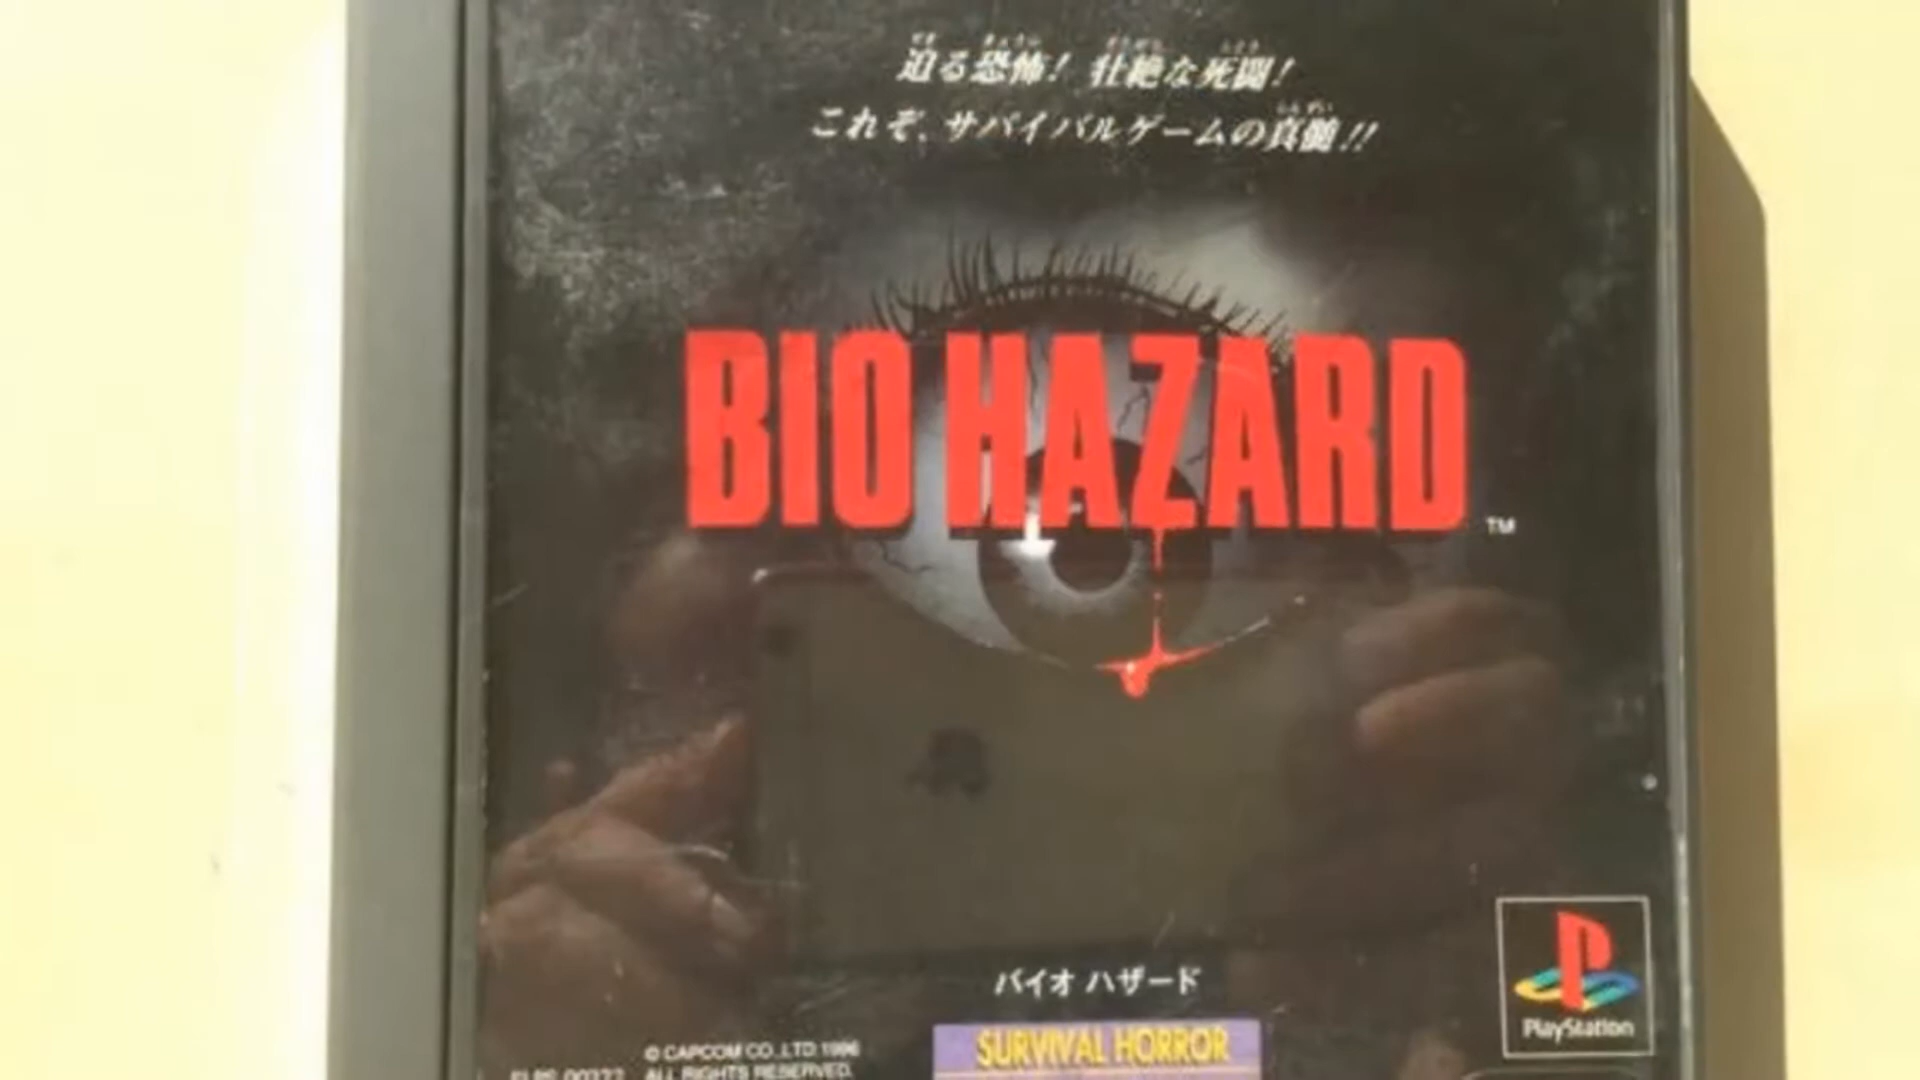 迫る恐怖! 壮絶な死闘!
これぞ、サバイバルゲームの真髄!!
BIO HAZARD
TM
バイオ ハザード
PlayStation
SURVIVAL HORROR
© CAPCOM CO.,LTD.1996
ALL RIGHTS RESERVED.